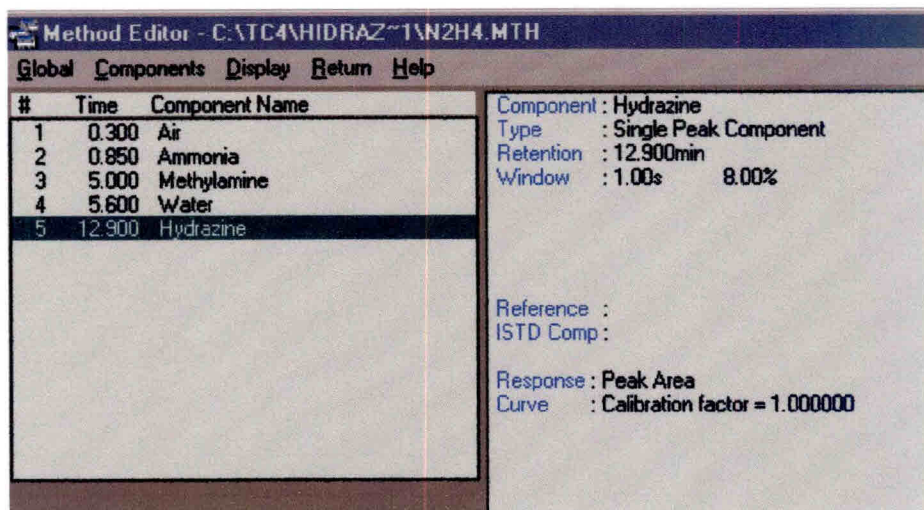 Method Editor - C:\TC4\HIDRAZ~1\N2H4.MTH
Global Components Display Return Help
# Time Component Name
1 0.300 Air
2 0.850 Ammonia
3 5.000 Methylamine
4 5.600 Water
5 12.900 Hydrazine
Component : Hydrazine
Type : Single Peak Component
Retention : 12.900min
Window : 1.00s 8.00%
Reference :
ISTD Comp :
Response : Peak Area
Curve : Calibration factor = 1.000000